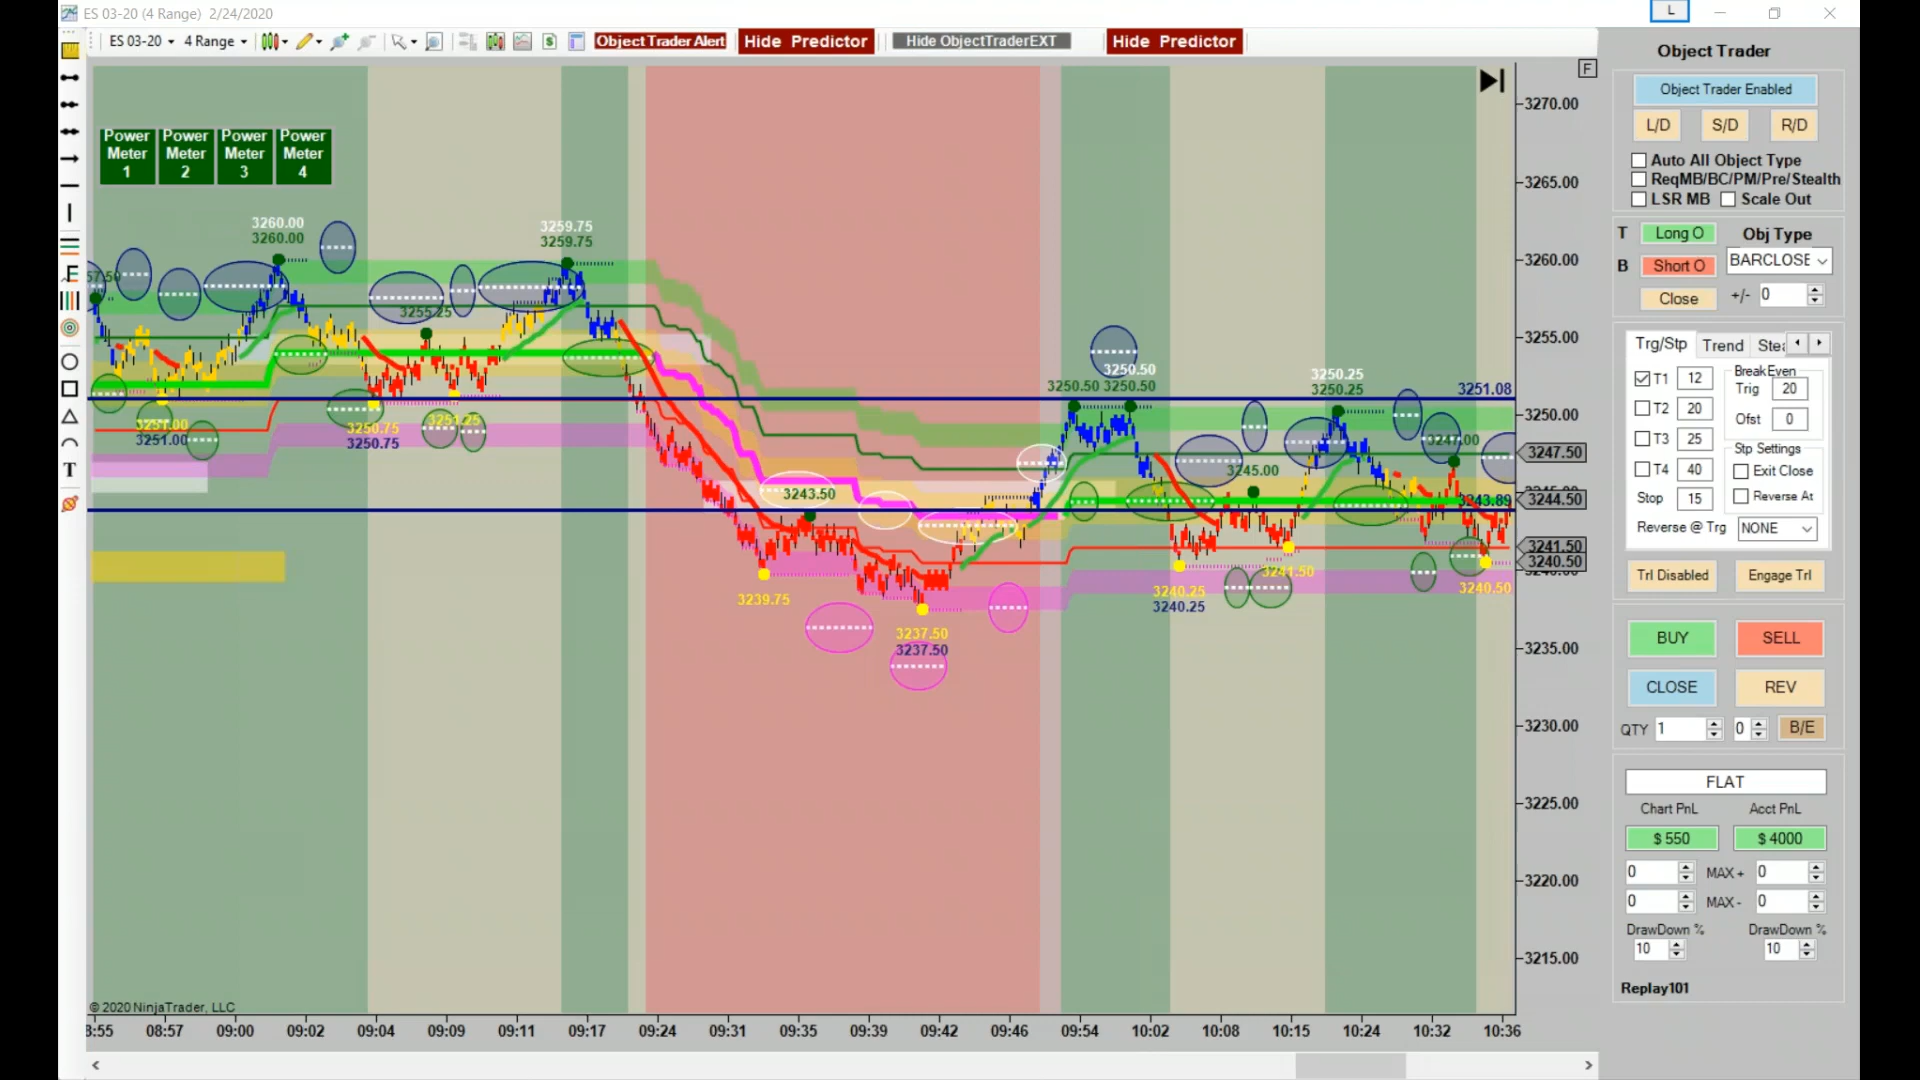 ES 03-20 (4 Range) 2/24/2020
L
ES 03-20 4 Range Object Trader Alert Hide Predictor Hide ObjectTraderEXT Hide Predictor
F
Power Meter 1
Power Meter 2
Power Meter 3
Power Meter 4
3260.00
3260.00
3259.75
3259.75
3255.25
3251.00
3251.00
3250.75
3250.75
3251.25
3243.50
3239.75
3237.50
3237.50
3250.50
3250.50 3250.50
3250.25
3250.25
3251.08
3247.00
3245.00
3243.89
3240.25
3240.25
3241.50
3240.50
3270.00
3265.00
3260.00
3255.00
3250.00
3247.50
3244.50
3241.50
3240.50
3235.00
3230.00
3225.00
3220.00
3215.00
© 2020 NinjaTrader, LLC
8:55 08:57 09:00 09:02 09:04 09:09 09:11 09:17 09:24 09:31 09:35 09:39 09:42 09:46 09:54 10:02 10:08 10:15 10:24 10:32 10:36
Object Trader
Object Trader Enabled
L/D S/D R/D
Auto All Object Type
ReqMB/BC/PM/Pre/Stealth
LSR MB Scale Out
T Long O Obj Type
B Short O BARCLOSE
Close +/- 0
Trg/Stp Trend Stea
T1 12 BreakEven
Trig 20
T2 20
Ofst 0
T3 25 Stp Settings
T4 40 Exit Close
Stop 15 Reverse At
Reverse @ Trg NONE
Trl Disabled Engage Trl
BUY SELL
CLOSE REV
QTY 1 0 B/E
FLAT
Chart PnL Acct PnL
$ 550 $ 4000
0 MAX + 0
0 MAX - 0
DrawDown % DrawDown %
10 10
Replay101